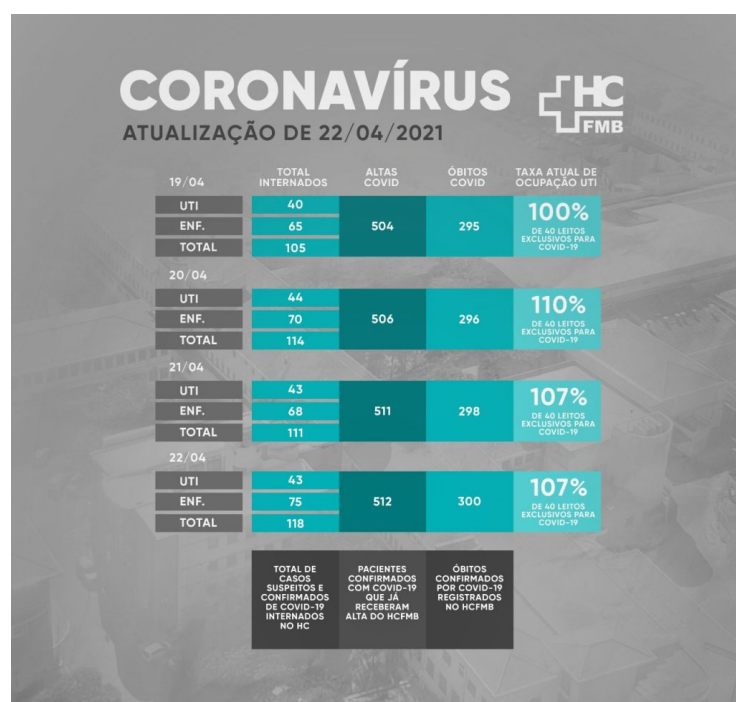 CORONAVÍRUS
HC
FMB
ATUALIZAÇÃO DE 22/04/2021
19/04
TOTAL
INTERNADOS
ALTAS
COVID
ÓBITOS
COVID
TAXA ATUAL DE
OCUPAÇÃO UTI
UTI 40
ENF. 65
TOTAL 105
504
295
100%
DE 40 LEITOS
EXCLUSIVOS PARA
COVID-19
20/04
UTI 44
ENF. 70
TOTAL 114
506
296
110%
DE 40 LEITOS
EXCLUSIVOS PARA
COVID-19
21/04
UTI 43
ENF. 68
TOTAL 111
511
298
107%
DE 40 LEITOS
EXCLUSIVOS PARA
COVID-19
22/04
UTI 43
ENF. 75
TOTAL 118
512
300
107%
DE 40 LEITOS
EXCLUSIVOS PARA
COVID-19
TOTAL DE
CASOS
SUSPEITOS E
CONFIRMADOS
DE COVID-19
INTERNADOS
NO HC
PACIENTES
CONFIRMADOS
COM COVID-19
QUE JÁ
RECEBERAM
ALTA DO HCFMB
ÓBITOS
CONFIRMADOS
POR COVID-19
REGISTRADOS
NO HCFMB